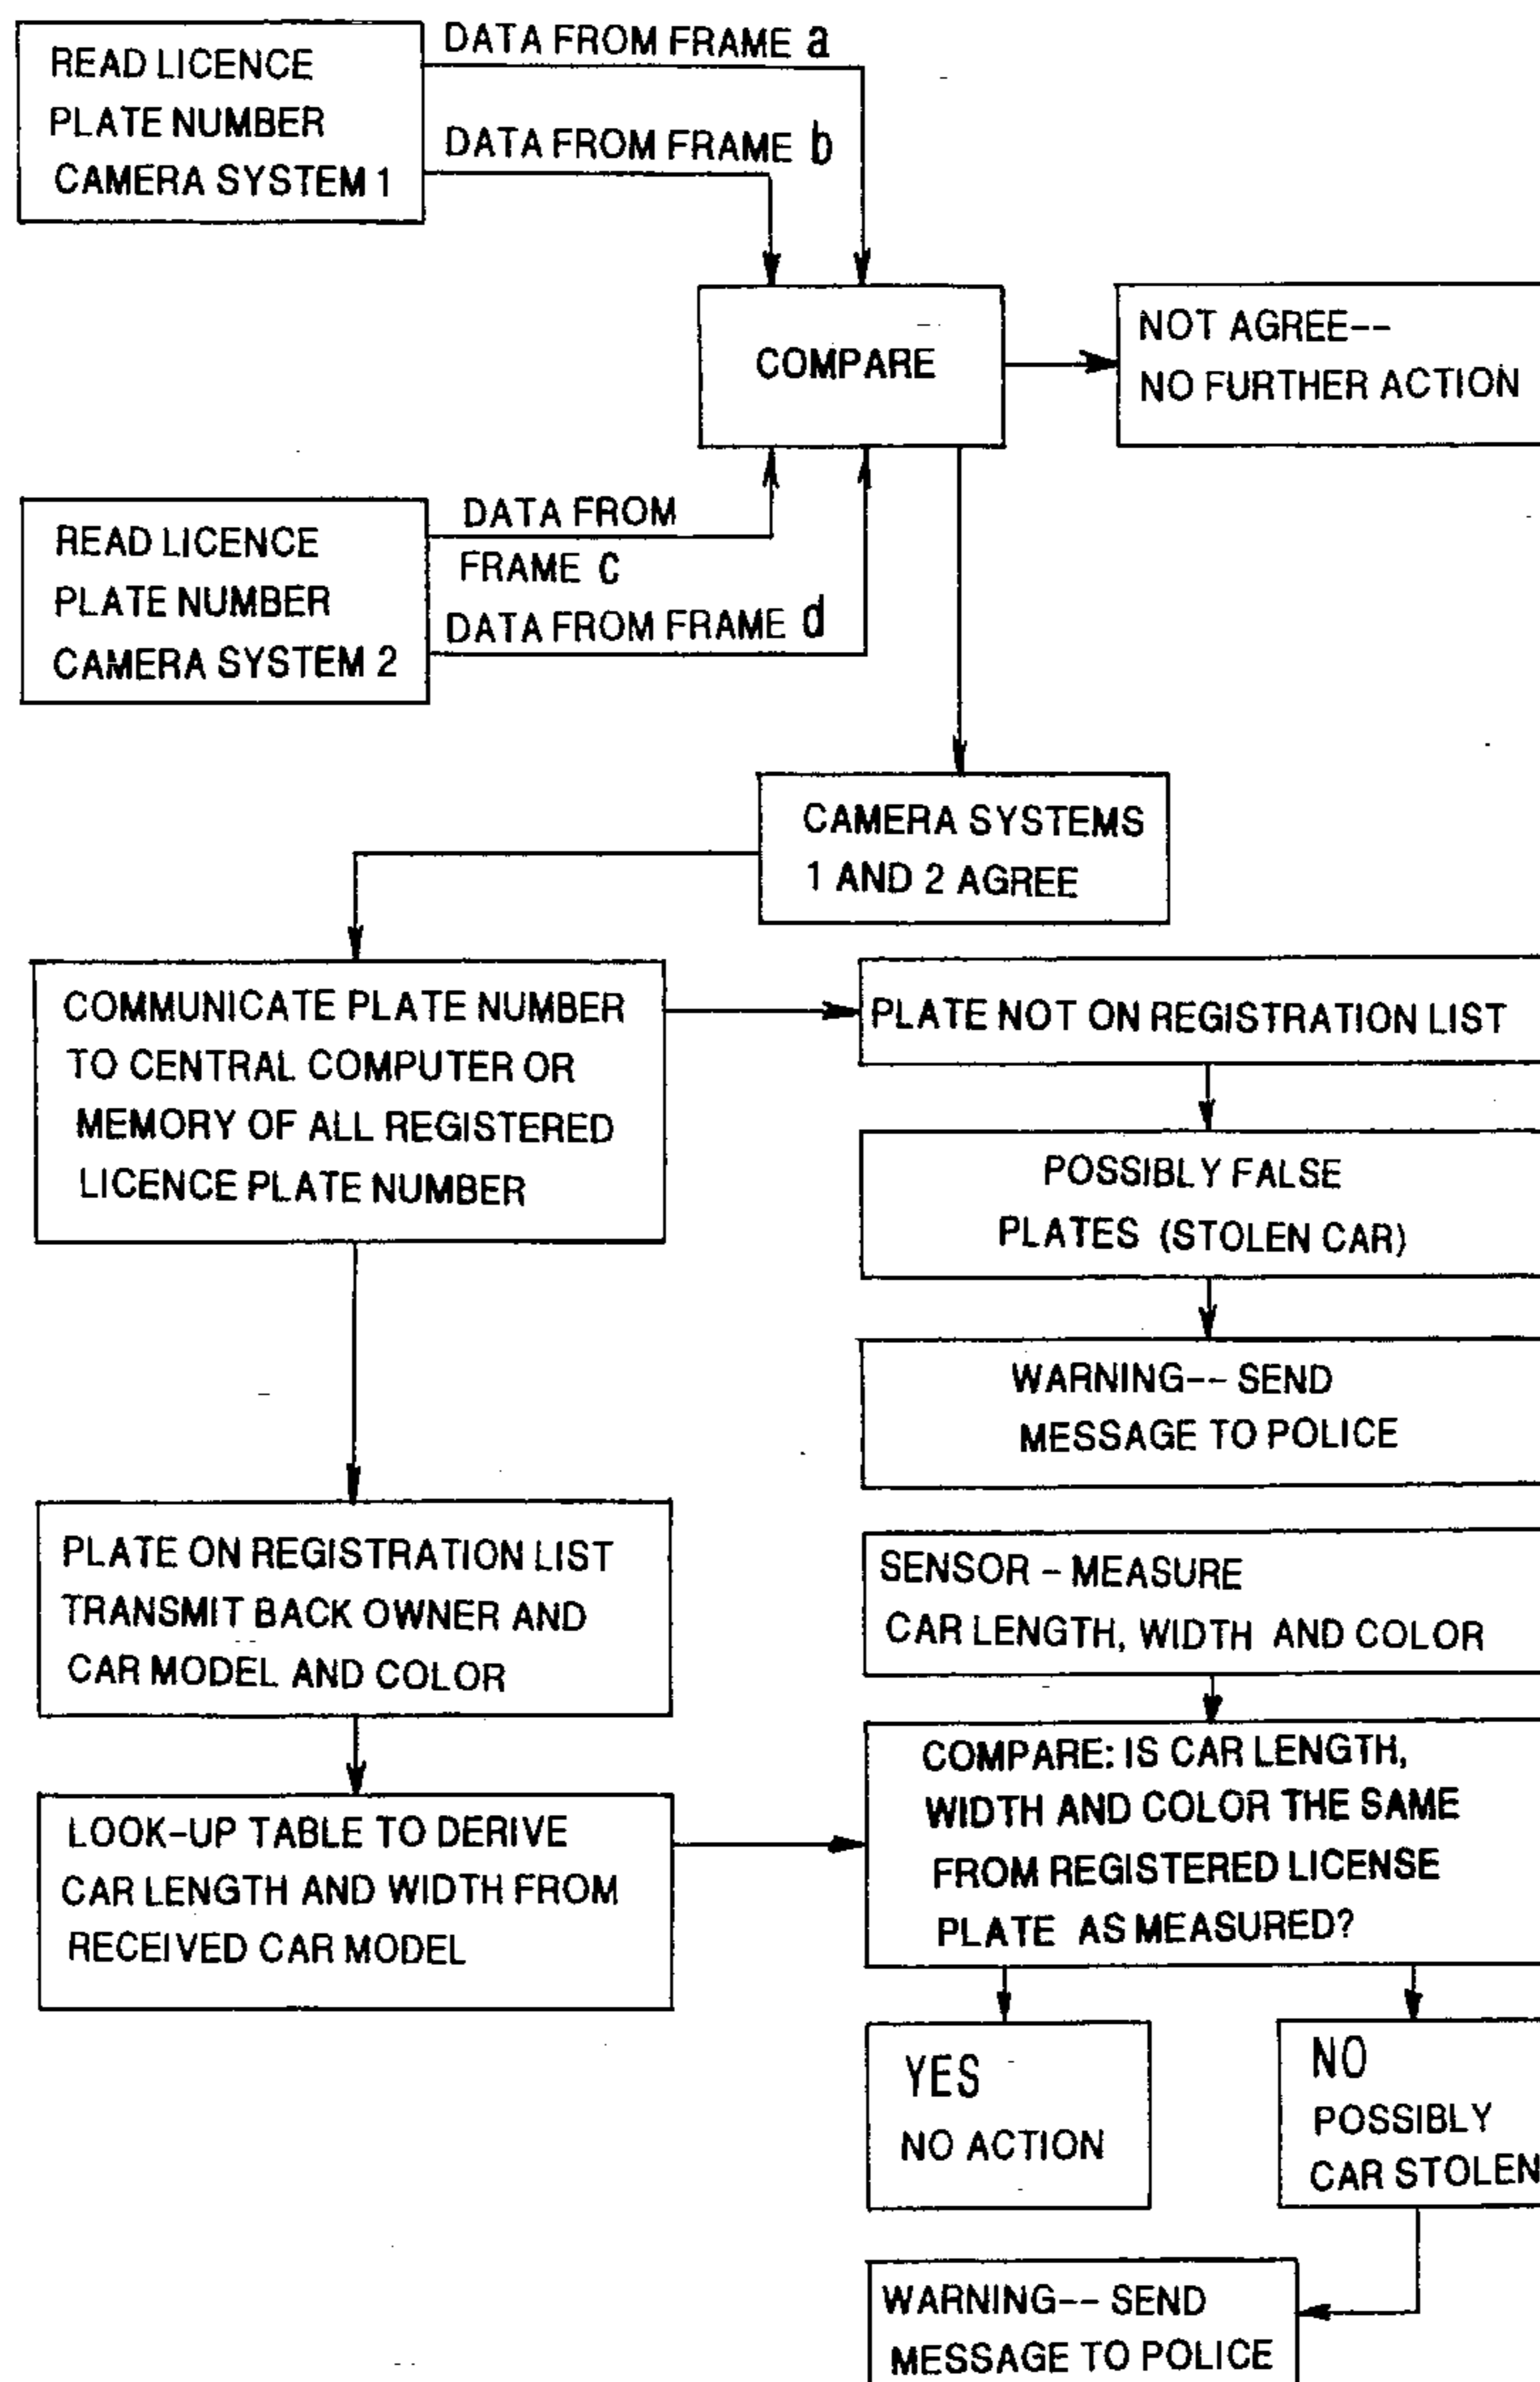 READ LICENCE
PLATE NUMBER
CAMERA SYSTEM 1
DATA FROM FRAME a
DATA FROM FRAME b
COMPARE
NOT AGREE--
NO FURTHER ACTION
READ LICENCE
PLATE NUMBER
CAMERA SYSTEM 2
DATA FROM
FRAME c
DATA FROM FRAME d
CAMERA SYSTEMS
1 AND 2 AGREE
COMMUNICATE PLATE NUMBER
TO CENTRAL COMPUTER OR
MEMORY OF ALL REGISTERED
LICENCE PLATE NUMBER
PLATE NOT ON REGISTRATION LIST
POSSIBLY FALSE
PLATES (STOLEN CAR)
WARNING-- SEND
MESSAGE TO POLICE
PLATE ON REGISTRATION LIST
TRANSMIT BACK OWNER AND
CAR MODEL AND COLOR
SENSOR - MEASURE
CAR LENGTH, WIDTH AND COLOR
LOOK-UP TABLE TO DERIVE
CAR LENGTH AND WIDTH FROM
RECEIVED CAR MODEL
COMPARE: IS CAR LENGTH,
WIDTH AND COLOR THE SAME
FROM REGISTERED LICENSE
PLATE AS MEASURED?
YES
NO ACTION
NO
POSSIBLY
CAR STOLEN
WARNING-- SEND
MESSAGE TO POLICE